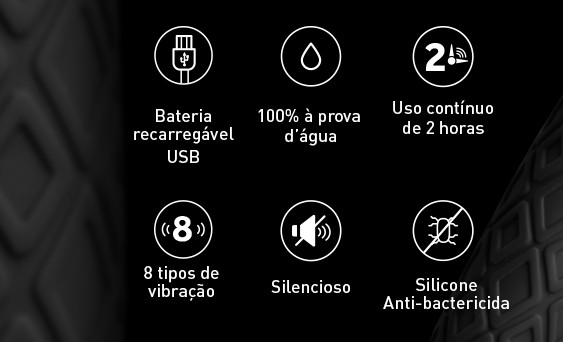 2
Bateria
recarregável
USB
100% à prova
d'água
Uso contínuo
de 2 horas
8
8 tipos de
vibração
Silencioso
Silicone
Anti-bactericida